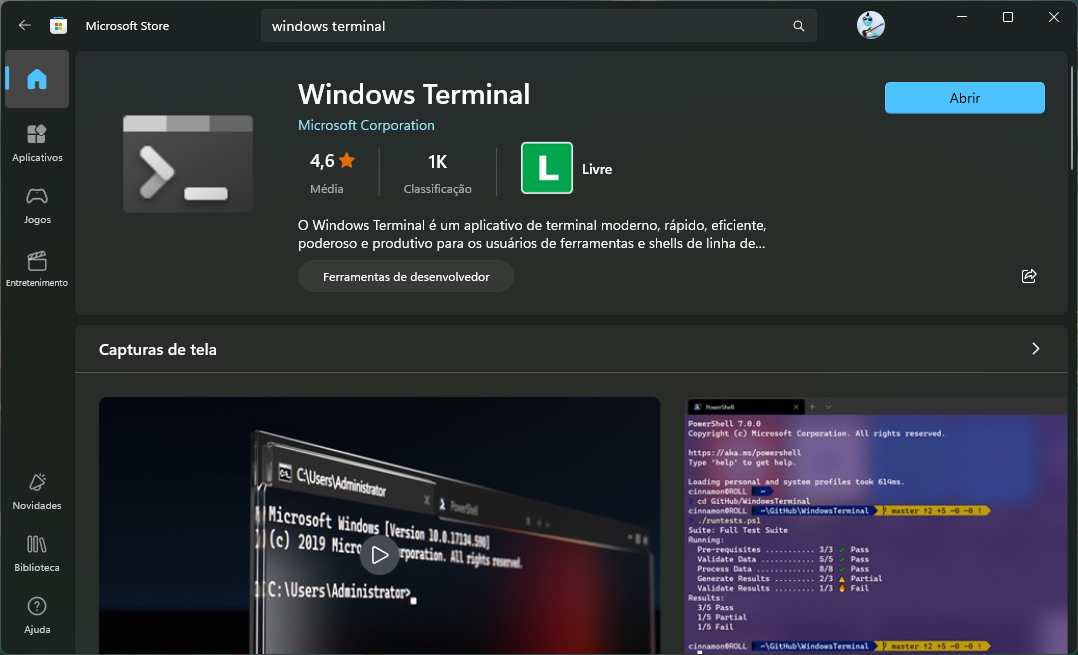 Microsoft Store
windows terminal
Aplicativos
Jogos
Entretenimento
Novidades
Biblioteca
Ajuda
Windows Terminal
Microsoft Corporation
4,6
Média
1K
Classificação
L
Livre
O Windows Terminal é um aplicativo de terminal moderno, rápido, eficiente,
poderoso e produtivo para os usuários de ferramentas e shells de linha de...
Ferramentas de desenvolvedor
Abrir
Capturas de tela
C:\Users\Administrator
PowerShell
Microsoft Windows [Version 10.0.17134.590]
(c) 2019 Micro rporation. All rights reserved.
C:\Users\Administrator>
PowerShell
PowerShell 7.0.0
Copyright (c) Microsoft Corporation. All rights reserved.
https://aka.ms/powershell
Type 'help' to get help.
Loading personal and system profiles took 614ms.
cinnamon@ROLL ~
cd GitHub/WindowsTerminal
cinnamon@ROLL ~\GitHub\WindowsTerminal master ↑2 +5 ~0 -0 !
./runtests.ps1
Suite: Full Test Suite
Running:
Pre-requisites ........... 3/3 ✓ Pass
Validate Data ............ 5/5 ✓ Pass
Process Data ............. 8/8 ✓ Pass
Generate Results ......... 2/3 Partial
Validate Results ......... 1/3 Fail
Results:
3/5 Pass
1/5 Partial
1/5 Fail
cinnamon@ROLL ~\GitHub\WindowsTerminal master ↑2 +5 ~0 -0 !